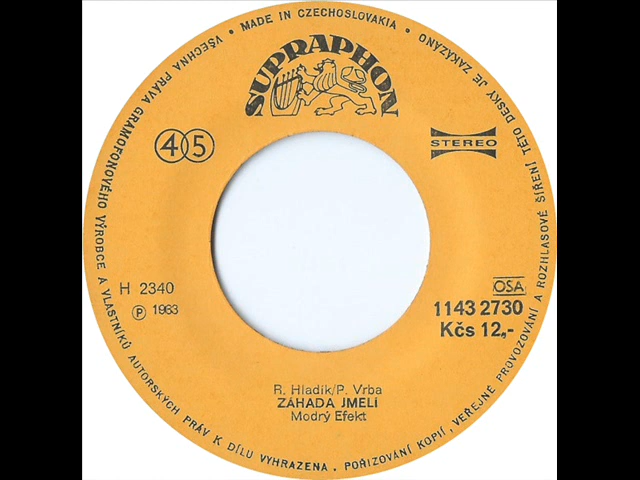 • MADE IN CZECHOSLOVAKIA •
VŠECHNA PRÁVA GRAMOFONOVÉHO VÝROBCE A VLASTNÍKŮ AUTORSKÝCH PRÁV K DÍLU VYHRAZENA. POŘIZOVÁNÍ KOPIÍ, VEŘEJNÉ PROVOZOVÁNÍ A ROZHLASOVÉ ŠÍŘENÍ TÉTO DESKY JE ZAKÁZÁNO
SUPRAPHON
45
STEREO
H 2340
℗ 1983
OSA
1143 2730
Kčs 12,-
R. Hladík/P. Vrba
ZÁHADA JMELÍ
Modrý Efekt